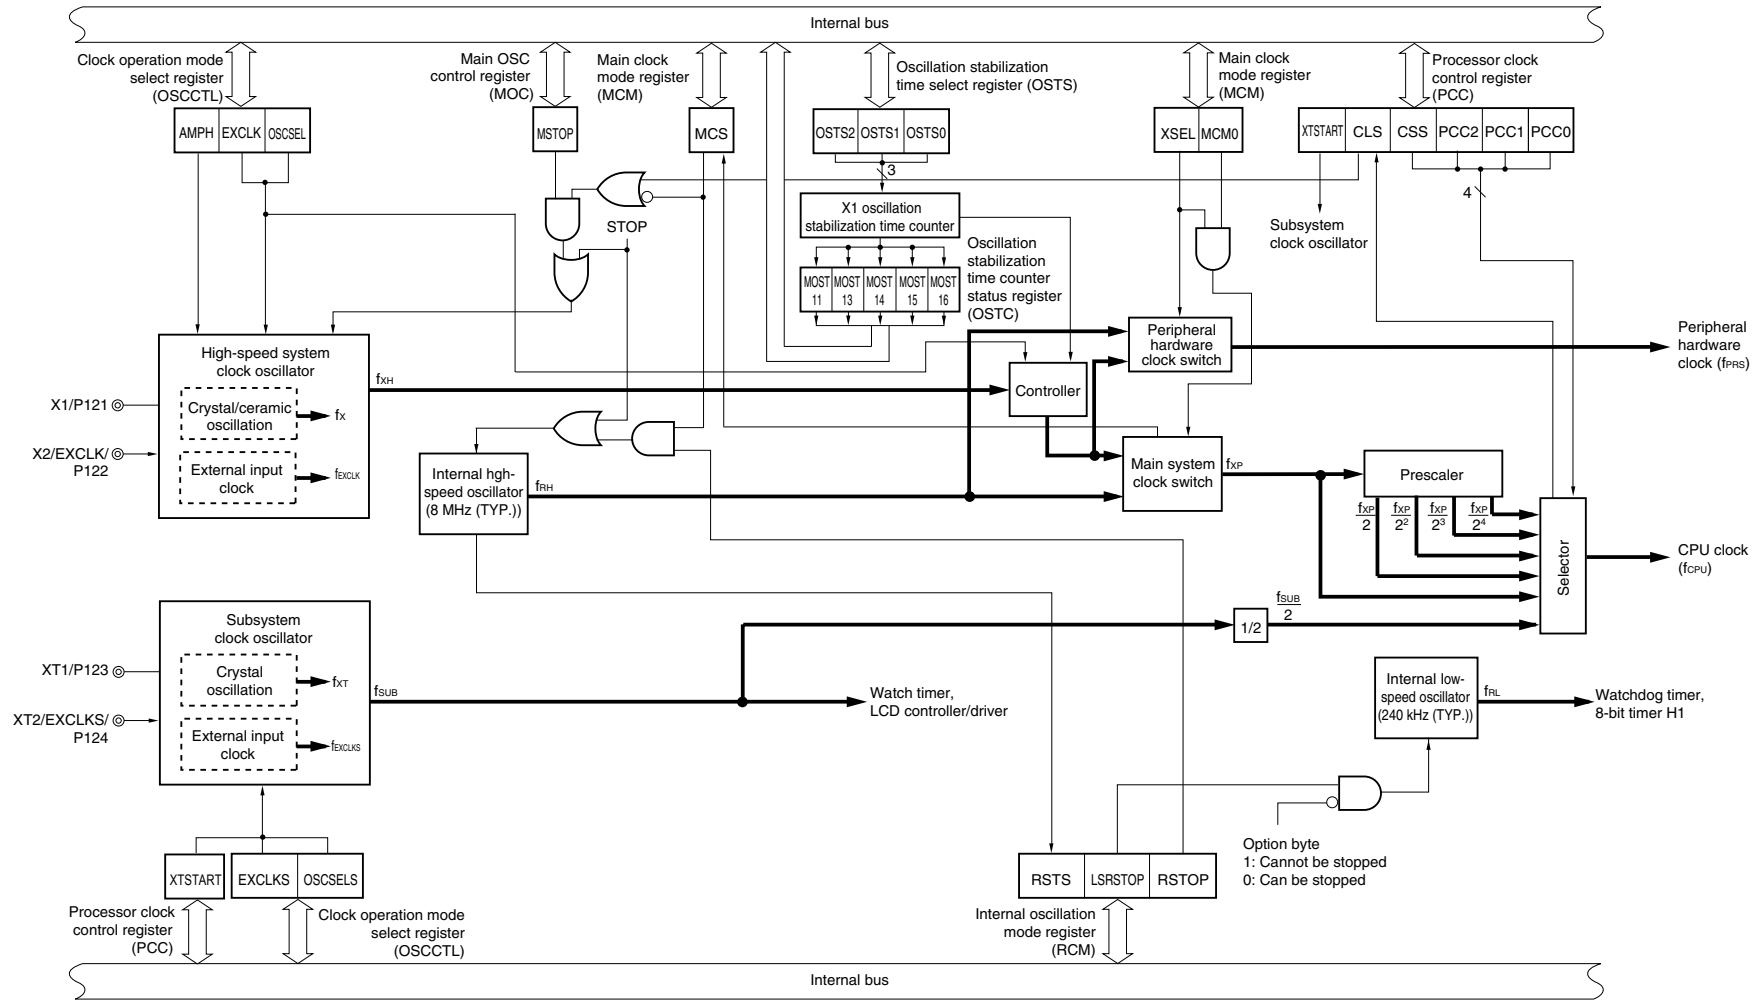 Internal bus
Clock operation mode
select register
(OSCCTL)
Main OSC
control register
(MOC)
Main clock
mode register
(MCM)
Oscillation stabilization
time select register (OSTS)
Main clock
mode register
(MCM)
Processor clock
control register
(PCC)
AMPH EXCLK OSCSEL
MSTOP
MCS
OSTS2 OSTS1 OSTS0
XSEL MCM0
XTSTART CLS CSS PCC2 PCC1 PCC0
3
4
STOP
X1 oscillation
stabilization time counter
Subsystem
clock oscillator
Oscillation
stabilization
time counter
status register
(OSTC)
MOST MOST MOST MOST MOST
11 13 14 15 16
High-speed system
clock oscillator
Crystal/ceramic
oscillation
fX
External input
clock
fEXCLK
X1/P121
X2/EXCLK/
P122
fXH
Controller
Peripheral
hardware
clock switch
Peripheral
hardware
clock (fPRS)
Internal hgh-
speed oscillator
(8 MHz (TYP.))
fRH
Main system
clock switch
fXP
Prescaler
fXP fXP fXP fXP
2 2² 2³ 2⁴
Selector
CPU clock
(fCPU)
fSUB
2
1/2
Subsystem
clock oscillator
Crystal
oscillation
fXT
External input
clock
fEXCLKS
XT1/P123
XT2/EXCLKS/
P124
fSUB
Watch timer,
LCD controller/driver
Internal low-
speed oscillator
(240 kHz (TYP.))
fRL
Watchdog timer,
8-bit timer H1
Option byte
1: Cannot be stopped
0: Can be stopped
XTSTART EXCLKS OSCSELS
RSTS LSRSTOP RSTOP
Processor clock
control register
(PCC)
Clock operation mode
select register
(OSCCTL)
Internal oscillation
mode register
(RCM)
Internal bus